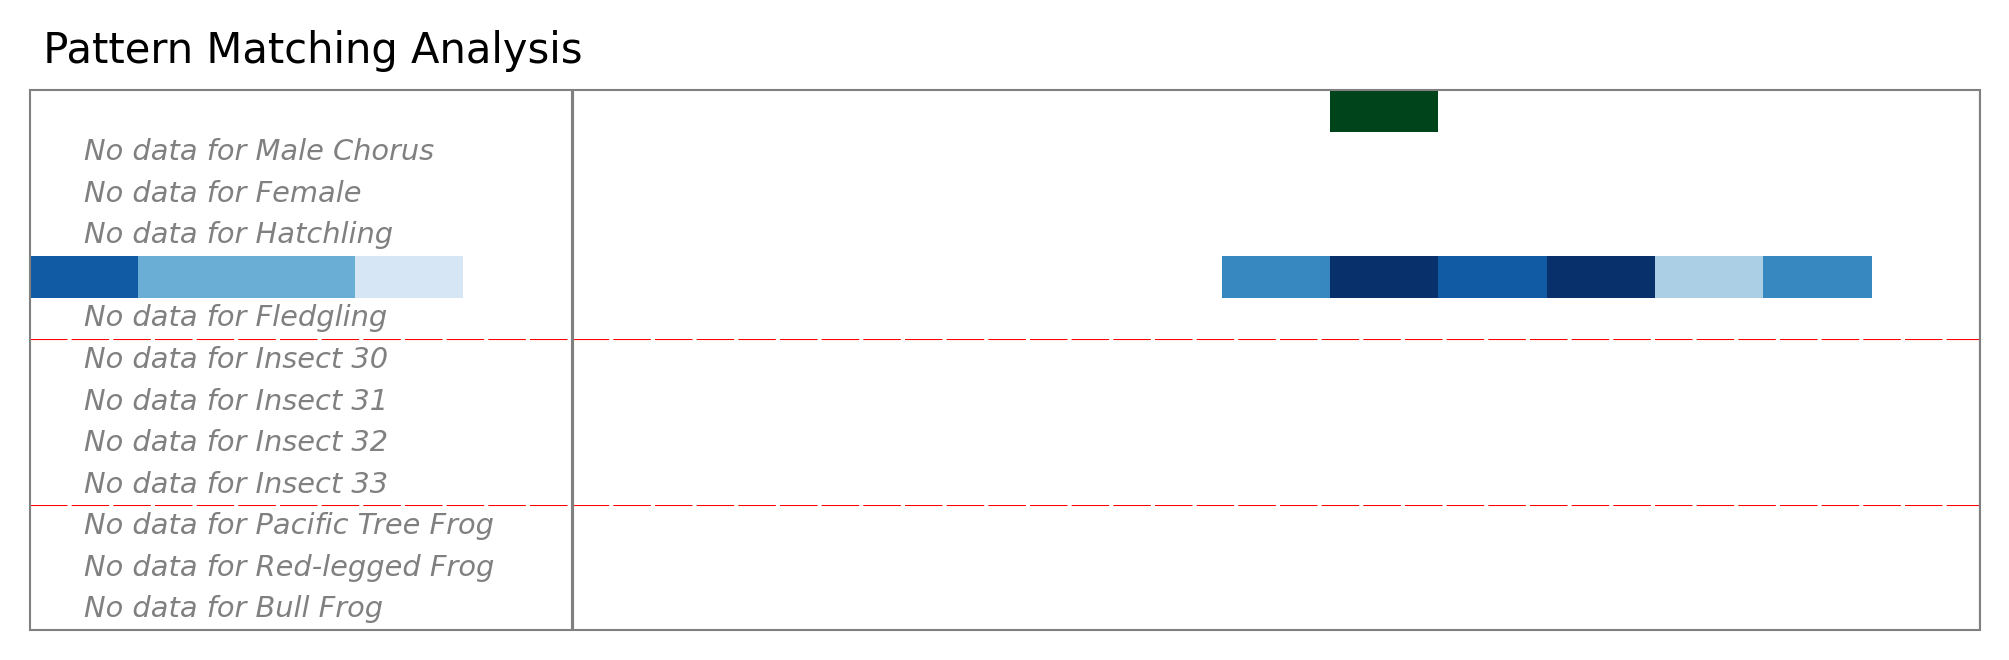 Pattern Matching Analysis
No data for Male Chorus
No data for Female
No data for Hatchling
No data for Fledgling
No data for Insect 30
No data for Insect 31
No data for Insect 32
No data for Insect 33
No data for Pacific Tree Frog
No data for Red-legged Frog
No data for Bull Frog